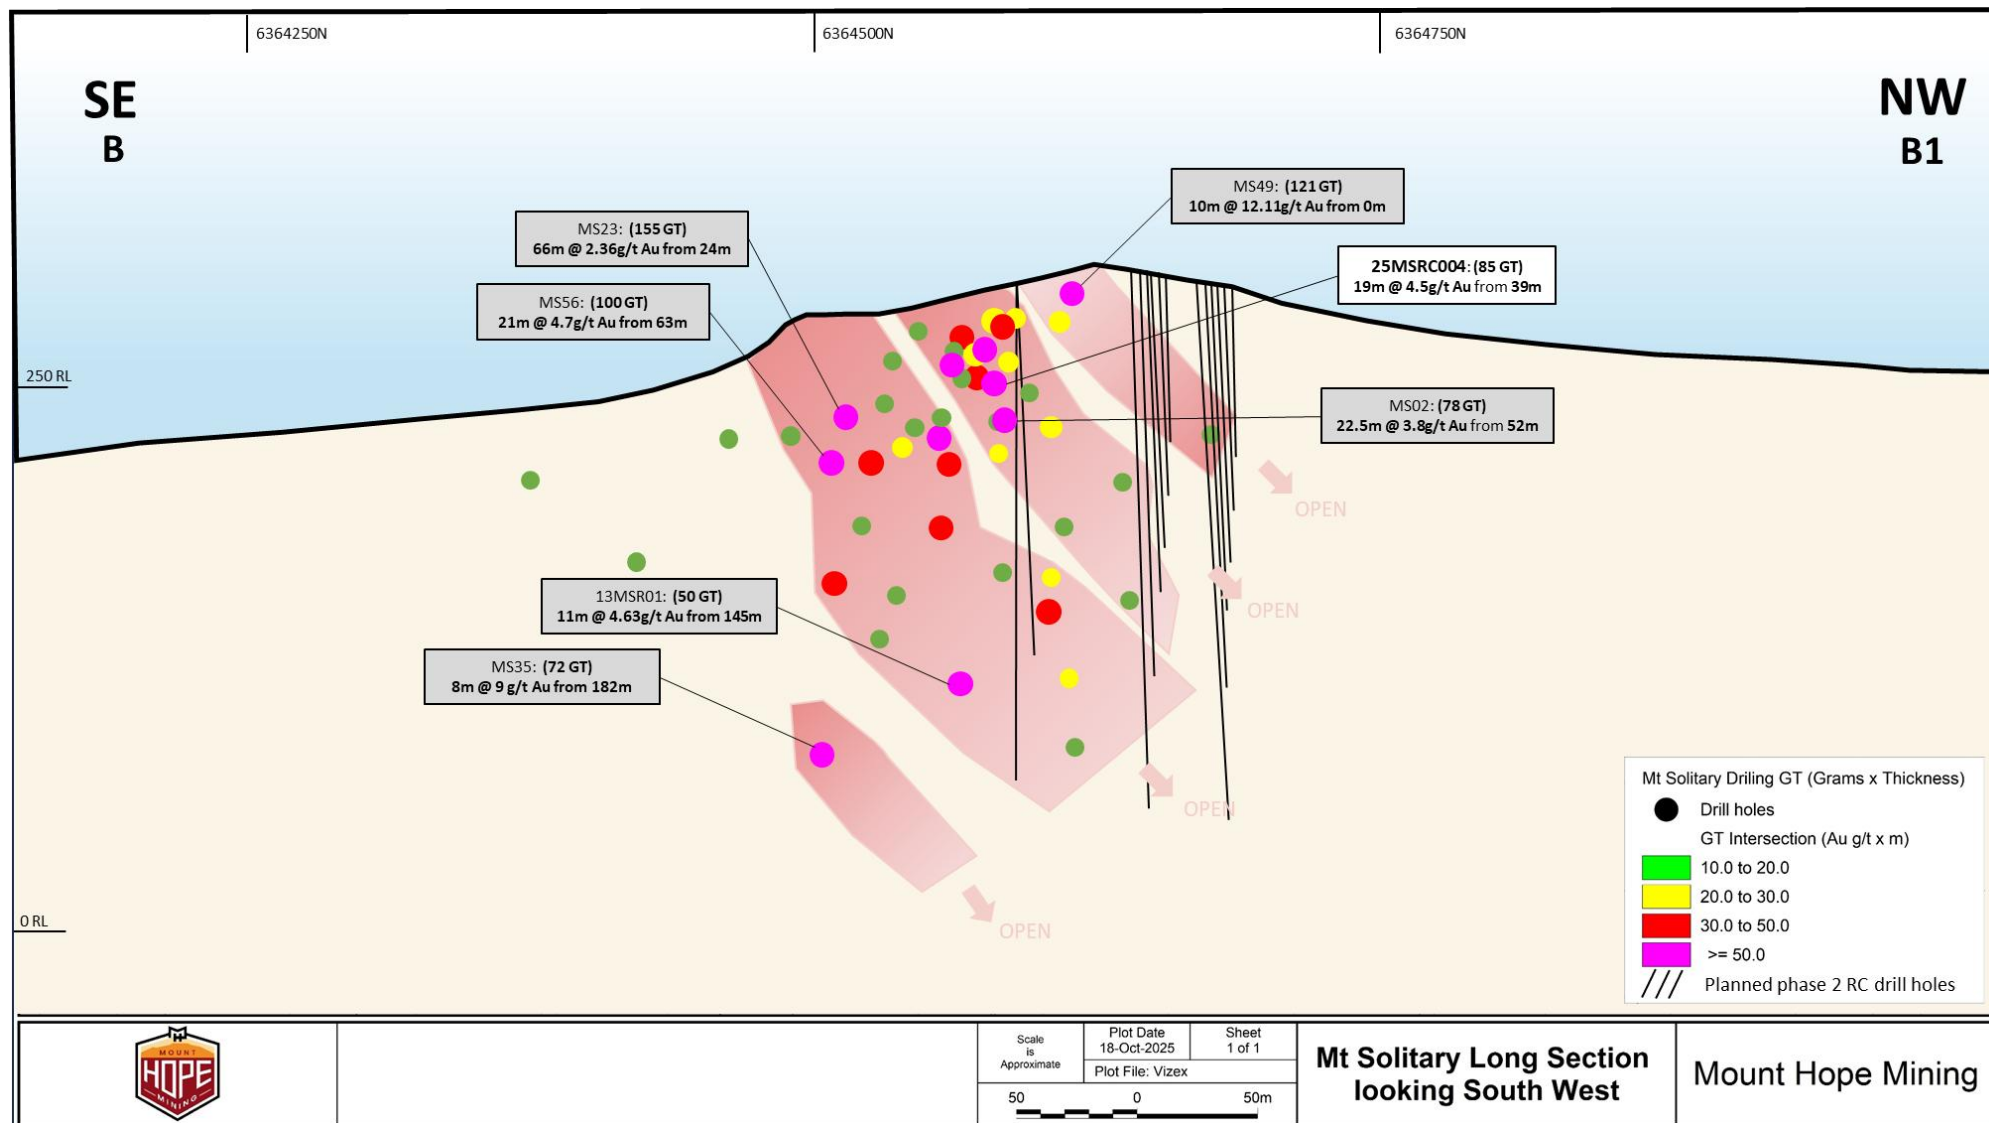 6364250N
6364500N
6364750N
SE
B
NW
B1
MS49: (121 GT)
10m @ 12.11g/t Au from 0m
MS23: (155 GT)
66m @ 2.36g/t Au from 24m
25MSRC004: (85 GT)
19m @ 4.5g/t Au from 39m
MS56: (100 GT)
21m @ 4.7g/t Au from 63m
250 RL
MS02: (78 GT)
22.5m @ 3.8g/t Au from 52m
OPEN
OPEN
13MSR01: (50 GT)
11m @ 4.63g/t Au from 145m
MS35: (72 GT)
8m @ 9 g/t Au from 182m
OPEN
OPEN
0 RL
Mt Solitary Driling GT (Grams x Thickness)
Drill holes
GT Intersection (Au g/t x m)
10.0 to 20.0
20.0 to 30.0
30.0 to 50.0
>= 50.0
Planned phase 2 RC drill holes
MOUNT
HOPE
MINING
Scale
is
Approximate
Plot Date
18-Oct-2025
Sheet
1 of 1
Plot File: Vizex
50 0 50m
Mt Solitary Long Section
looking South West
Mount Hope Mining